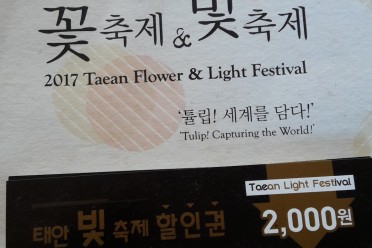 꽃축제 & 빛축제
2017 Taean Flower & Light Festival
‘튤립! 세계를 담다!’
‘Tulip! Capturing the World!’
Taean Light Festival
태안 빛 축제 할인권
2,000원